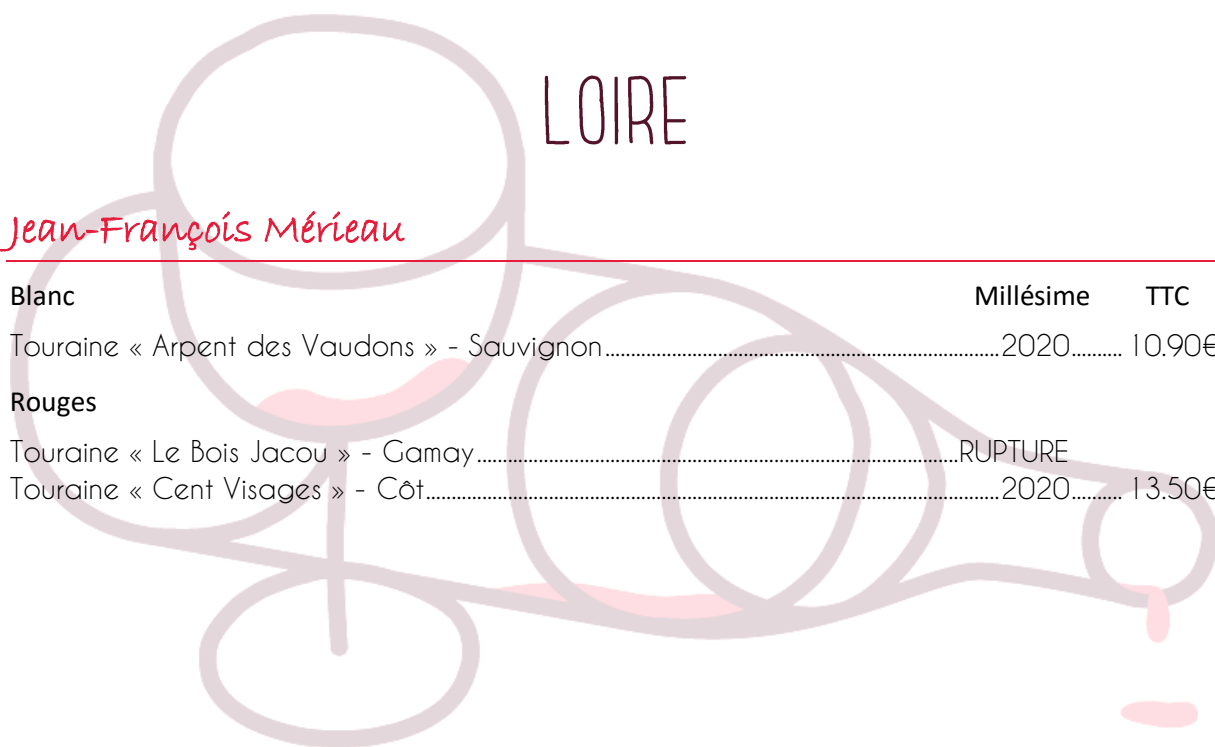 LOIRE
Jean-François Mérieau
Blanc Millésime TTC
Touraine « Arpent des Vaudons » - Sauvignon 2020 10.90€
Rouges
Touraine « Le Bois Jacou » - Gamay RUPTURE
Touraine « Cent Visages » - Côt 2020 13.50€